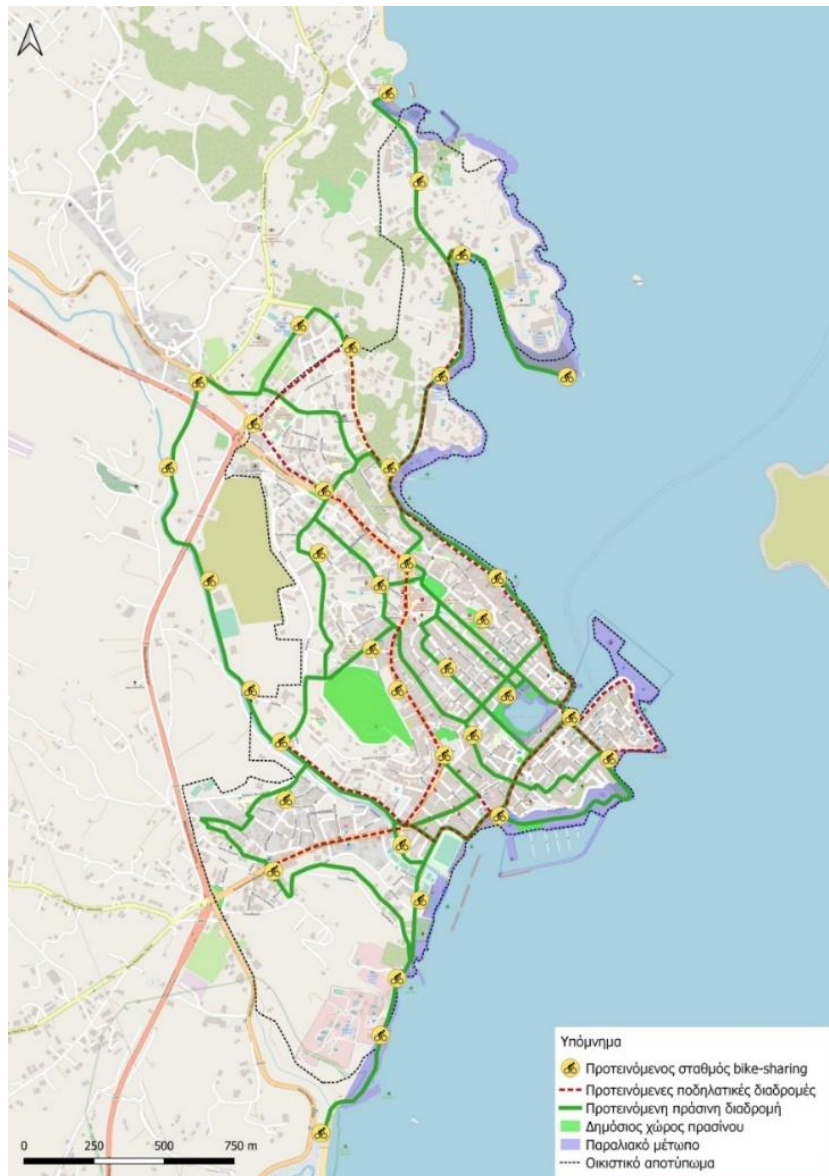 Υπόμνημα
Προτεινόμενος σταθμός bike-sharing
Προτεινόμενες ποδηλατικές διαδρομές
Προτεινόμενη πράσινη διαδρομή
Δημόσιος χώρος πρασίνου
Παραλιακό μέτωπο
Οικιστικό αποτύπωμα
0 250 500 750 m